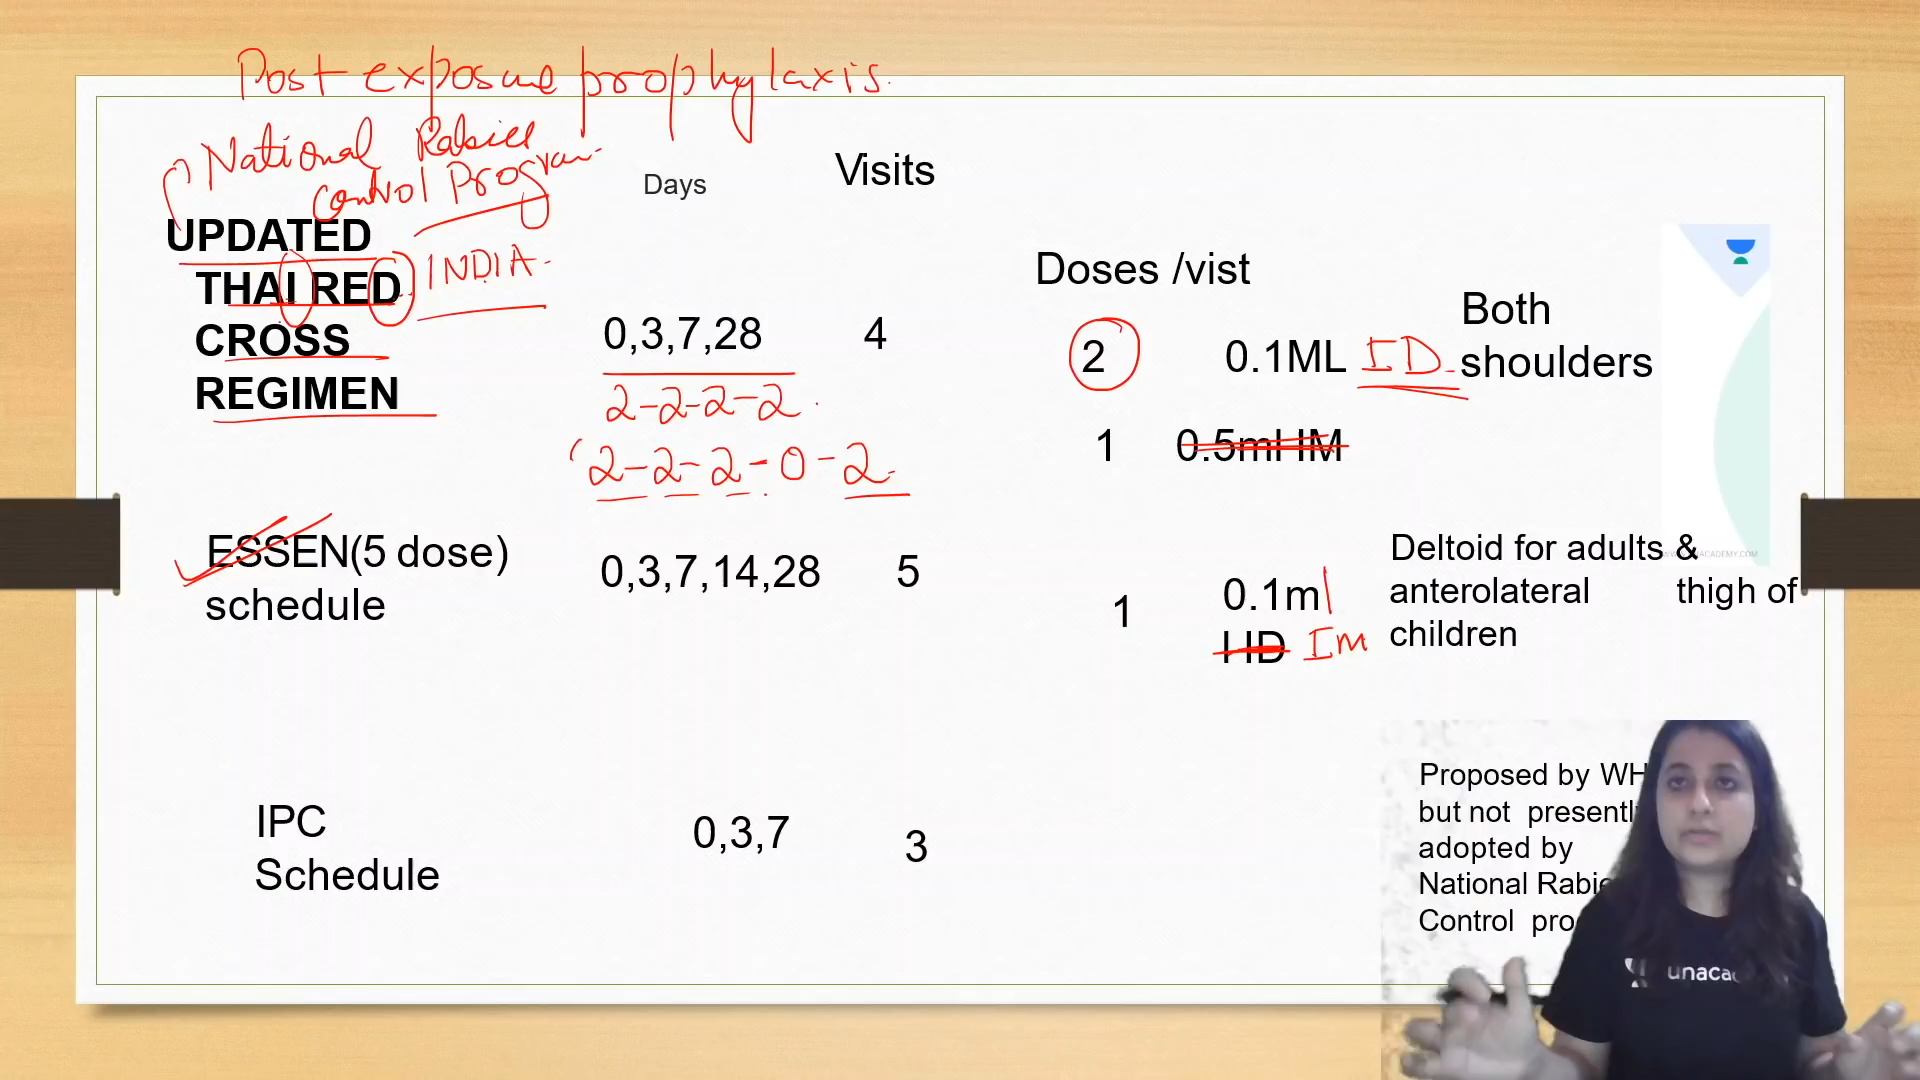 Post exposure prophylaxis.
National Rabies
Control Program
Days
Visits
UPDATED
THAI RED
INDIA.
CROSS
REGIMEN
0,3,7,28
4
Doses /vist
2
0.1ML
I D
Both
shoulders
2-2-2-2
1
0.5ml IM
2-2-2-0-2
ESSEN(5 dose)
schedule
0,3,7,14,28
5
1
0.1ml
IM
Deltoid for adults &
anterolateral thigh of
children
IPC
Schedule
0,3,7
3
Proposed by WH
but not presentl
adopted by
National Rabie
Control pro
unaca